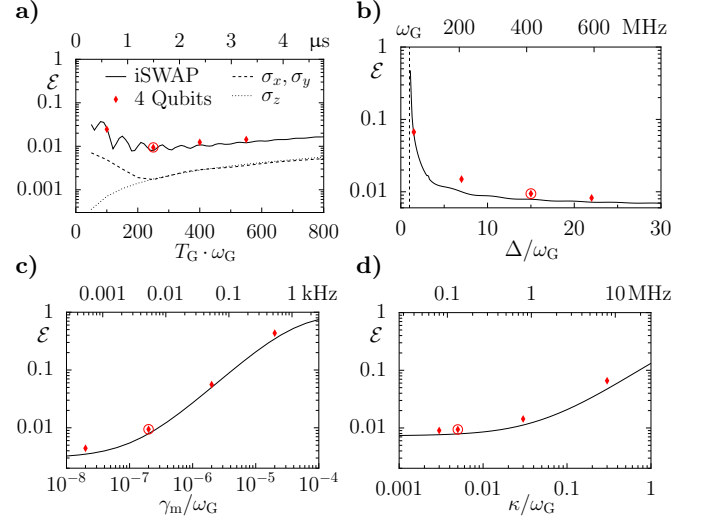 a)
0 1 2 3 4 μs
ℰ
1
0.1
0.01
0.001
iSWAP
4 Qubits
σx, σy
σz
0 200 400 600 800
TG · ωG
b)
ωG 200 400 600 MHz
ℰ
1
0.1
0.01
0 10 20 30
Δ/ωG
c)
0.001 0.01 0.1 1 kHz
ℰ
1
0.1
0.01
10⁻⁸ 10⁻⁷ 10⁻⁶ 10⁻⁵ 10⁻⁴
γm/ωG
d)
0.1 1 10 MHz
ℰ
1
0.1
0.01
0.001 0.01 0.1 1
κ/ωG